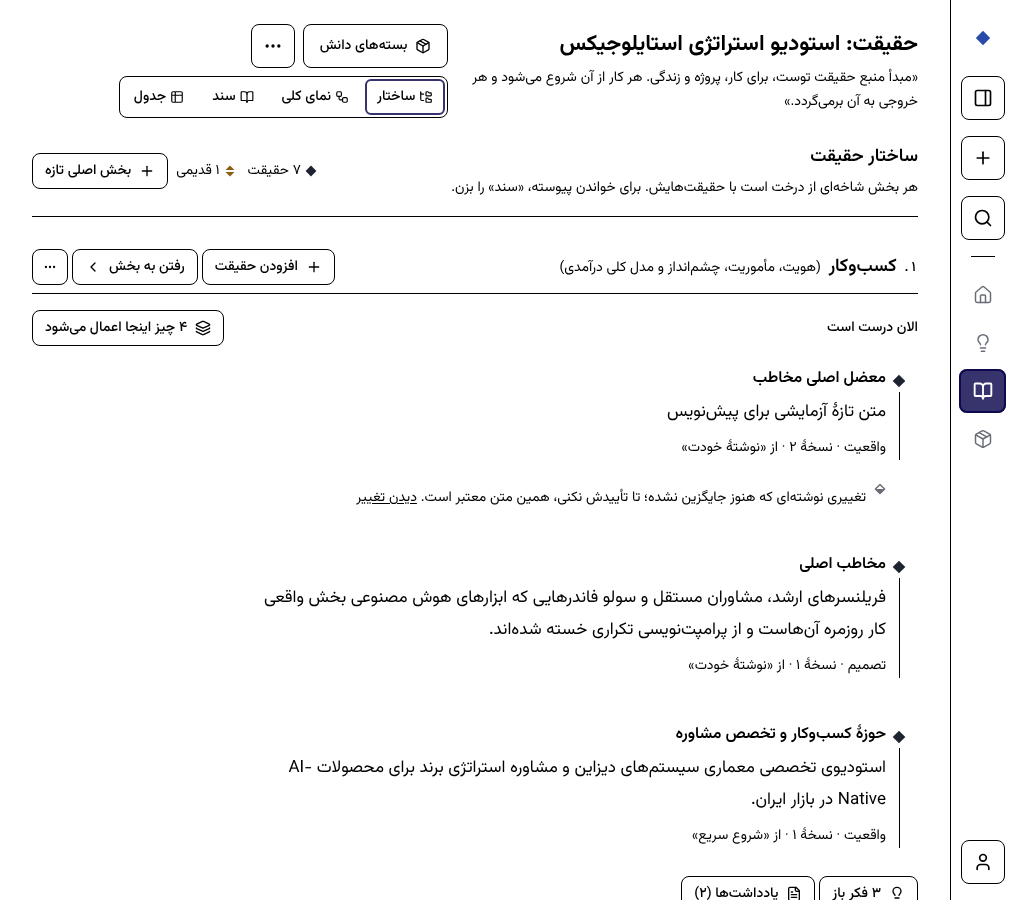 حقیقت: استودیو استراتژی استایلوجیکس
«مبدأ منبع حقیقت توست، برای کار، پروژه و زندگی. هر کار از آن شروع می‌شود و هر
خروجی به آن برمی‌گردد.»
بسته‌های دانش
ساختار
نمای کلی
سند
جدول
ساختار حقیقت
هر بخش شاخه‌ای از درخت است با حقیقت‌هایش. برای خواندن پیوسته، «سند» را بزن.
۷ حقیقت
۱ قدیمی
بخش اصلی تازه
۱. کسب‌وکار (هویت، مأموریت، چشم‌انداز و مدل کلی درآمدی)
افزودن حقیقت
رفتن به بخش
الان درست است
۴ چیز اینجا اعمال می‌شود
معضل اصلی مخاطب
متن تازهٔ آزمایشی برای پیش‌نویس
واقعیت · نسخهٔ ۲ · از «نوشتهٔ خودت»
تغییری نوشته‌ای که هنوز جایگزین نشده؛ تا تأییدش نکنی، همین متن معتبر است. دیدن تغییر
مخاطب اصلی
فریلنسرهای ارشد، مشاوران مستقل و سولو فاندرهایی که ابزارهای هوش مصنوعی بخش واقعی
کار روزمره آن‌هاست و از پرامپت‌نویسی تکراری خسته شده‌اند.
تصمیم · نسخهٔ ۱ · از «نوشتهٔ خودت»
حوزهٔ کسب‌وکار و تخصص مشاوره
استودیوی تخصصی معماری سیستم‌های دیزاین و مشاوره استراتژی برند برای محصولات AI-
Native در بازار ایران.
واقعیت · نسخهٔ ۱ · از «شروع سریع»
۳ فکر باز
یادداشت‌ها (۲)